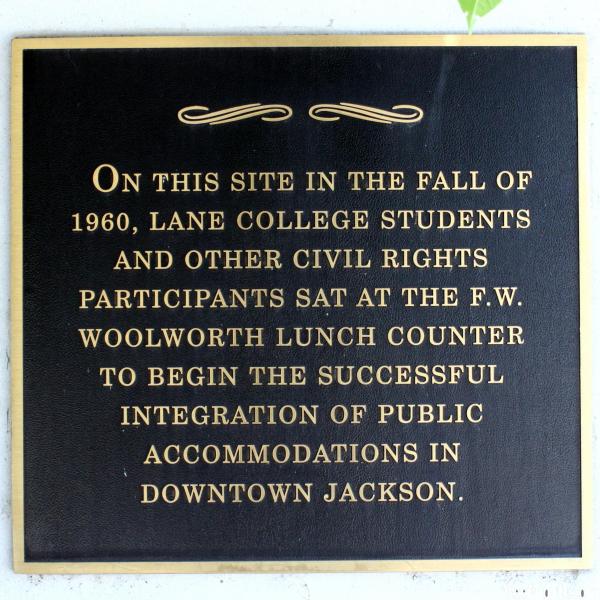 ON THIS SITE IN THE FALL OF
1960, LANE COLLEGE STUDENTS
AND OTHER CIVIL RIGHTS
PARTICIPANTS SAT AT THE F.W.
WOOLWORTH LUNCH COUNTER
TO BEGIN THE SUCCESSFUL
INTEGRATION OF PUBLIC
ACCOMMODATIONS IN
DOWNTOWN JACKSON.